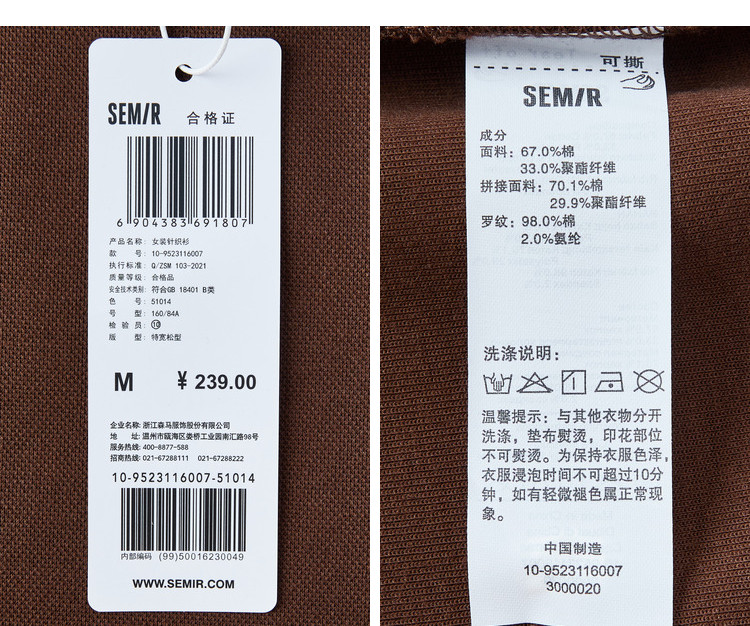 SEMIR 合格证
6 904383 691807
产品名称: 女装针织衫
款 号: 10-9523116007
执行标准: Q/ZSM 103-2021
质量等级: 合格品
安全技术类别: 符合GB 18401 B类
色 号: 51014
号 型: 160/84A
检 验 员: ⑩
版 型: 特宽松型
M ¥ 239.00
企业名称: 浙江森马服饰股份有限公司
地 址: 温州市瓯海区娄桥工业园南汇路98号
服务热线: 400-8877-588
招商热线: 021-67288111 021-67288222
10-9523116007-51014
内部编码 (99)50016230049
WWW.SEMIR.COM
可撕
SEMIR
成分
面料: 67.0%棉
33.0%聚酯纤维
拼接面料: 70.1%棉
29.9%聚酯纤维
罗纹: 98.0%棉
2.0%氨纶
洗涤说明:
温馨提示: 与其他衣物分开
洗涤, 垫布熨烫, 印花部位
不可熨烫。为保持衣服色泽,
衣服浸泡时间不可超过10分
钟, 如有轻微褪色属正常现
象。
中国制造
10-9523116007
3000020